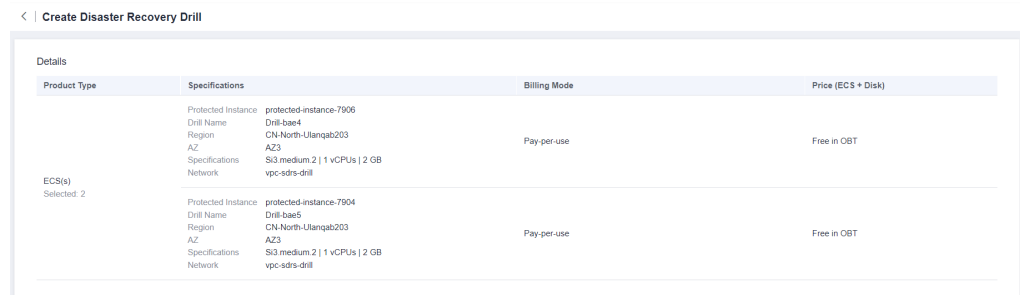 Create Disaster Recovery Drill
Details
Product Type Specifications Billing Mode Price (ECS + Disk)
ECS(s)
Selected: 2
Protected Instance protected-instance-7906
Drill Name Drill-bae4
Region CN-North-Ulanqab203
AZ AZ3
Specifications Si3.medium.2 | 1 vCPUs | 2 GB
Network vpc-sdrs-drill
Pay-per-use
Free in OBT
Protected Instance protected-instance-7904
Drill Name Drill-bae5
Region CN-North-Ulanqab203
AZ AZ3
Specifications Si3.medium.2 | 1 vCPUs | 2 GB
Network vpc-sdrs-drill
Pay-per-use
Free in OBT